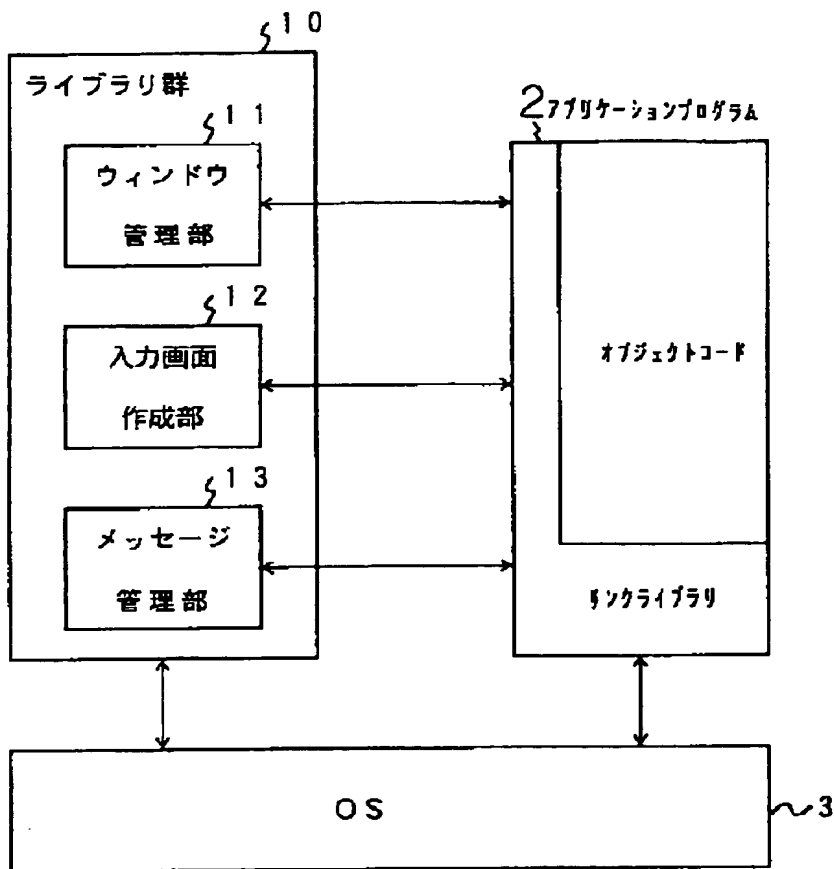 10
ライブラリ群
11
ウィンドウ
管理部
12
入力画面
作成部
13
メッセージ
管理部
2 アプリケーションプログラム
オブジェクトコード
リンクライブラリ
OS
3